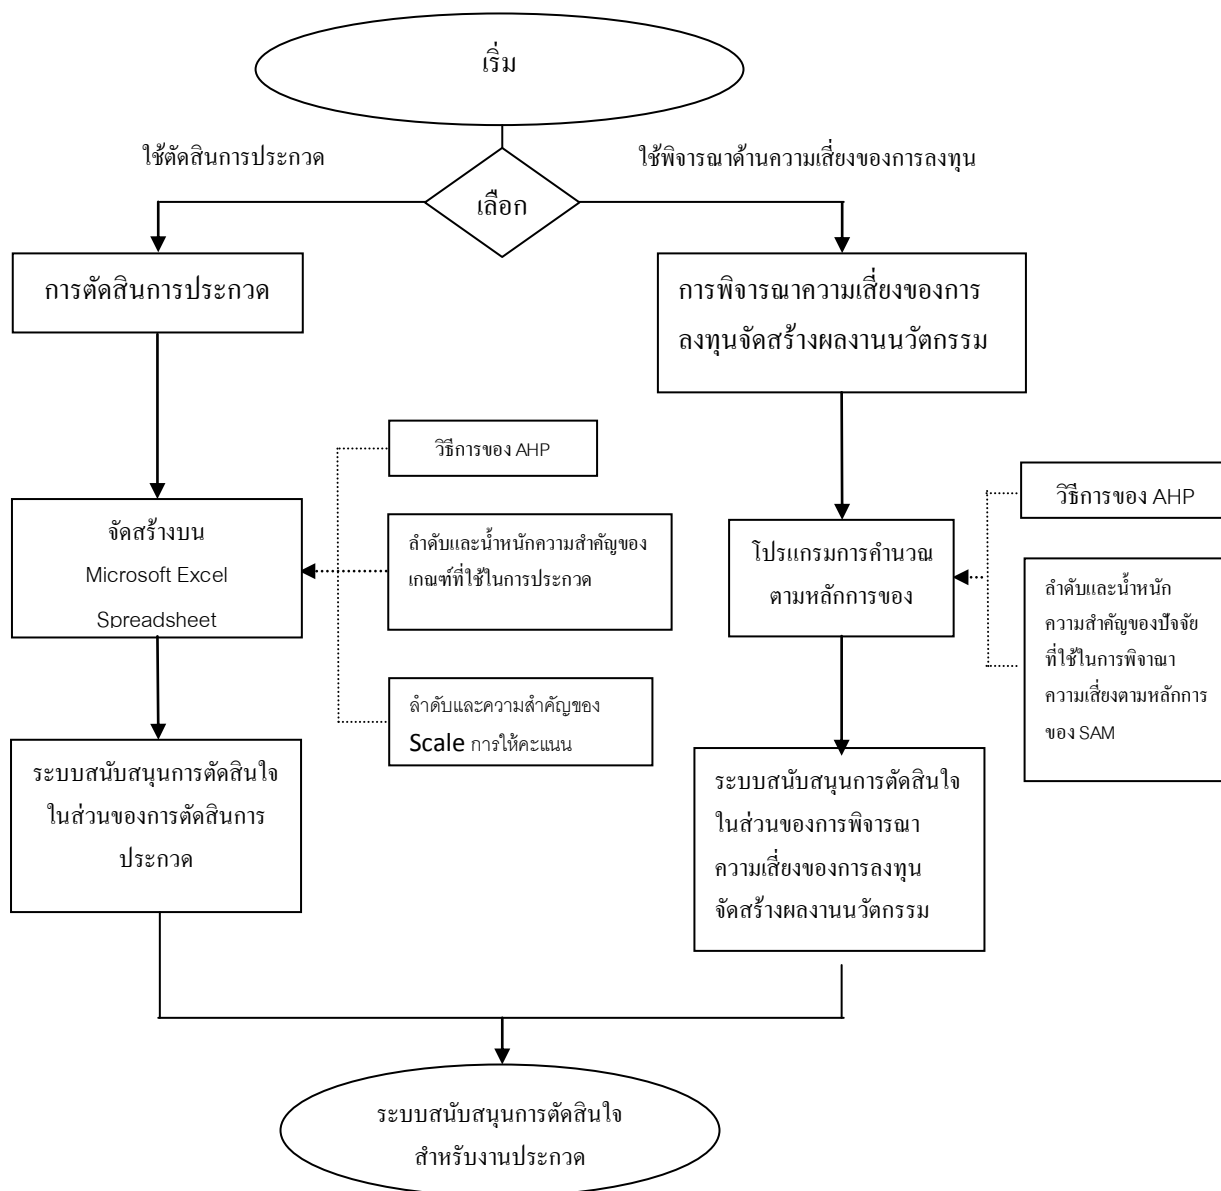 เริ่ม
ใช้ตัดสินการประกวด
ใช้พิจารณาด้านความเสี่ยงของการลงทุน
เลือก
การตัดสินการประกวด
การพิจารณาความเสี่ยงของการ
ลงทุนจัดสร้างผลงานนวัตกรรม
วิธีการของ AHP
จัดสร้างบน
Microsoft Excel
Spreadsheet
ลำดับและน้ำหนักความสำคัญของ
เกณฑ์ที่ใช้ในการประกวด
ลำดับและความสำคัญของ
Scale การให้คะแนน
โปรแกรมการคำนวณ
ตามหลักการของ
วิธีการของ AHP
ลำดับและน้ำหนัก
ความสำคัญของปัจจัย
ที่ใช้ในการพิจาณา
ความเสี่ยงตามหลักการ
ของ SAM
ระบบสนับสนุนการตัดสินใจ
ในส่วนของการตัดสินการ
ประกวด
ระบบสนับสนุนการตัดสินใจ
ในส่วนของการพิจารณา
ความเสี่ยงของการลงทุน
จัดสร้างผลงานนวัตกรรม
ระบบสนับสนุนการตัดสินใจ
สำหรับงานประกวด